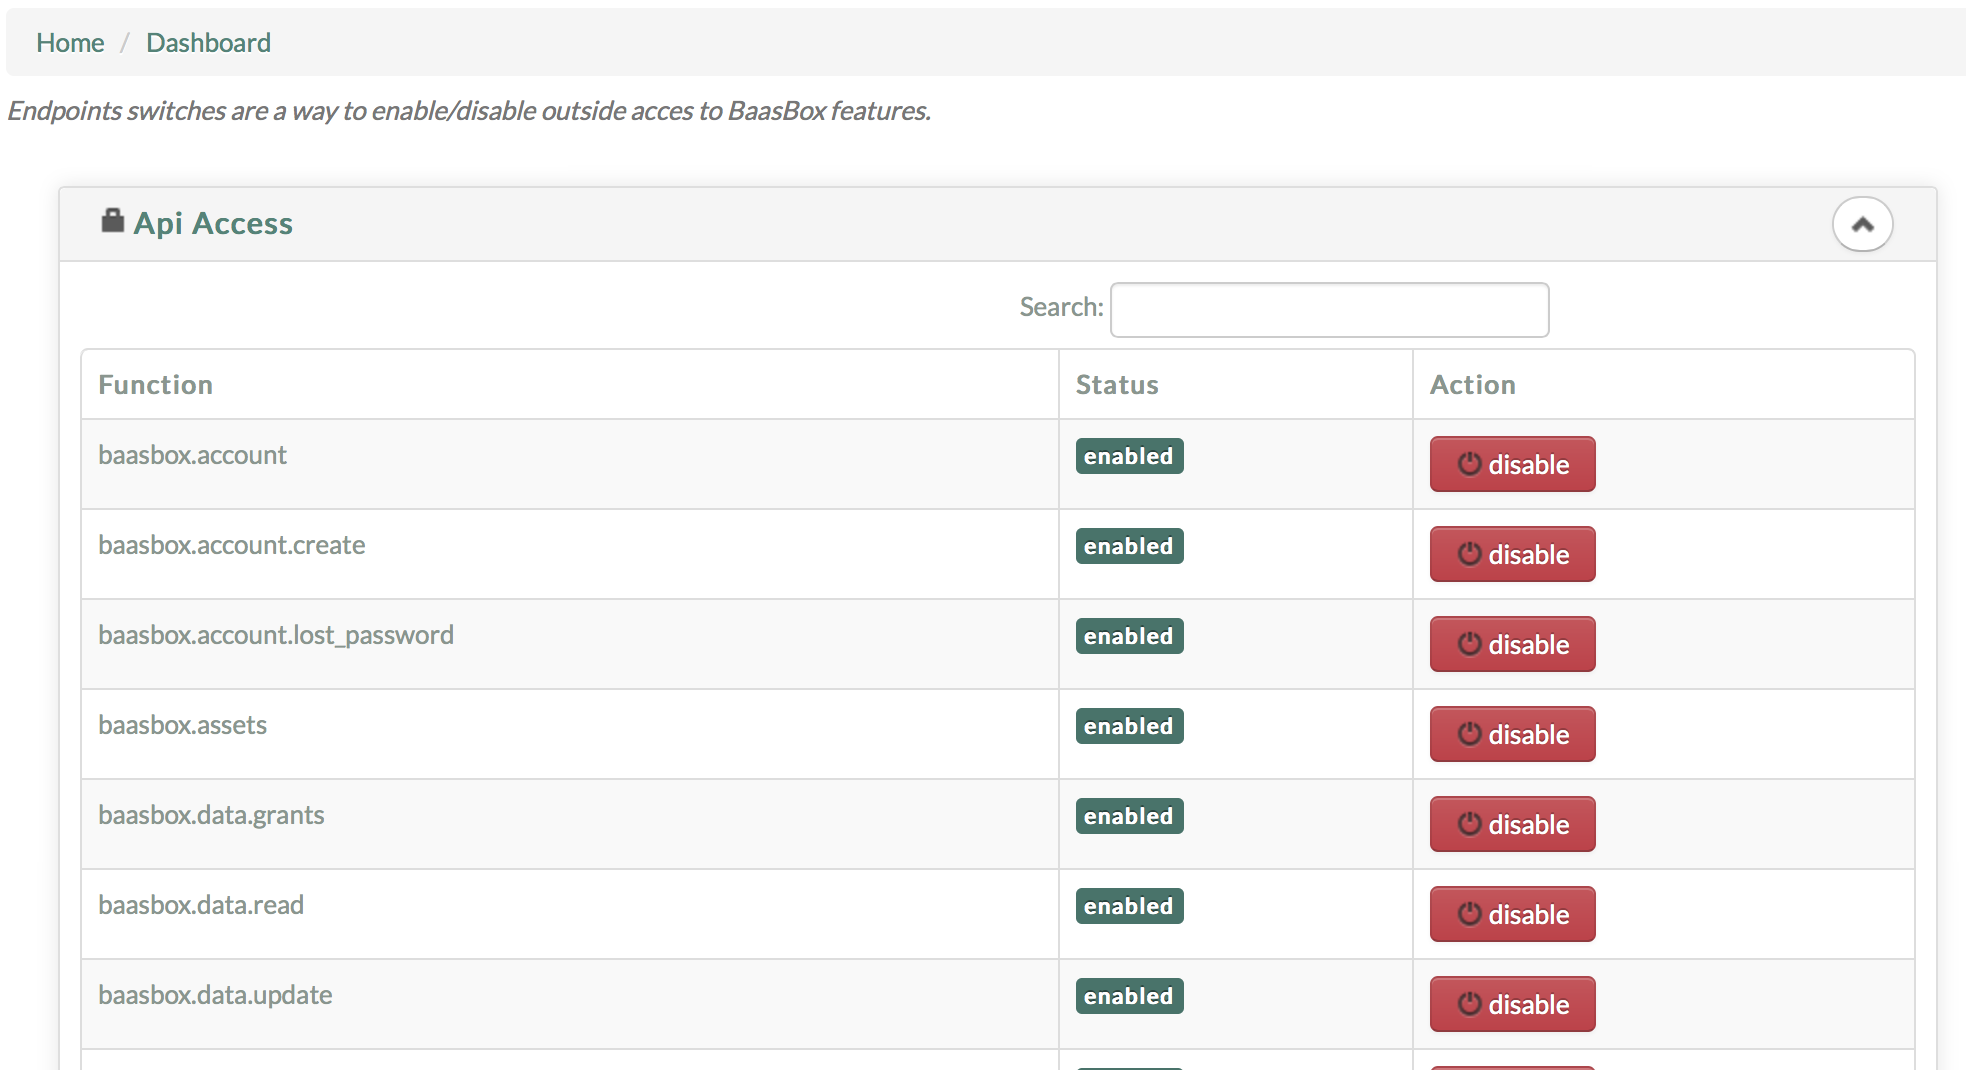 Home / Dashboard
Endpoints switches are a way to enable/disable outside acces to BaasBox features.
Api Access
Search:
Function Status Action
baasbox.account enabled disable
baasbox.account.create enabled disable
baasbox.account.lost_password enabled disable
baasbox.assets enabled disable
baasbox.data.grants enabled disable
baasbox.data.read enabled disable
baasbox.data.update enabled disable